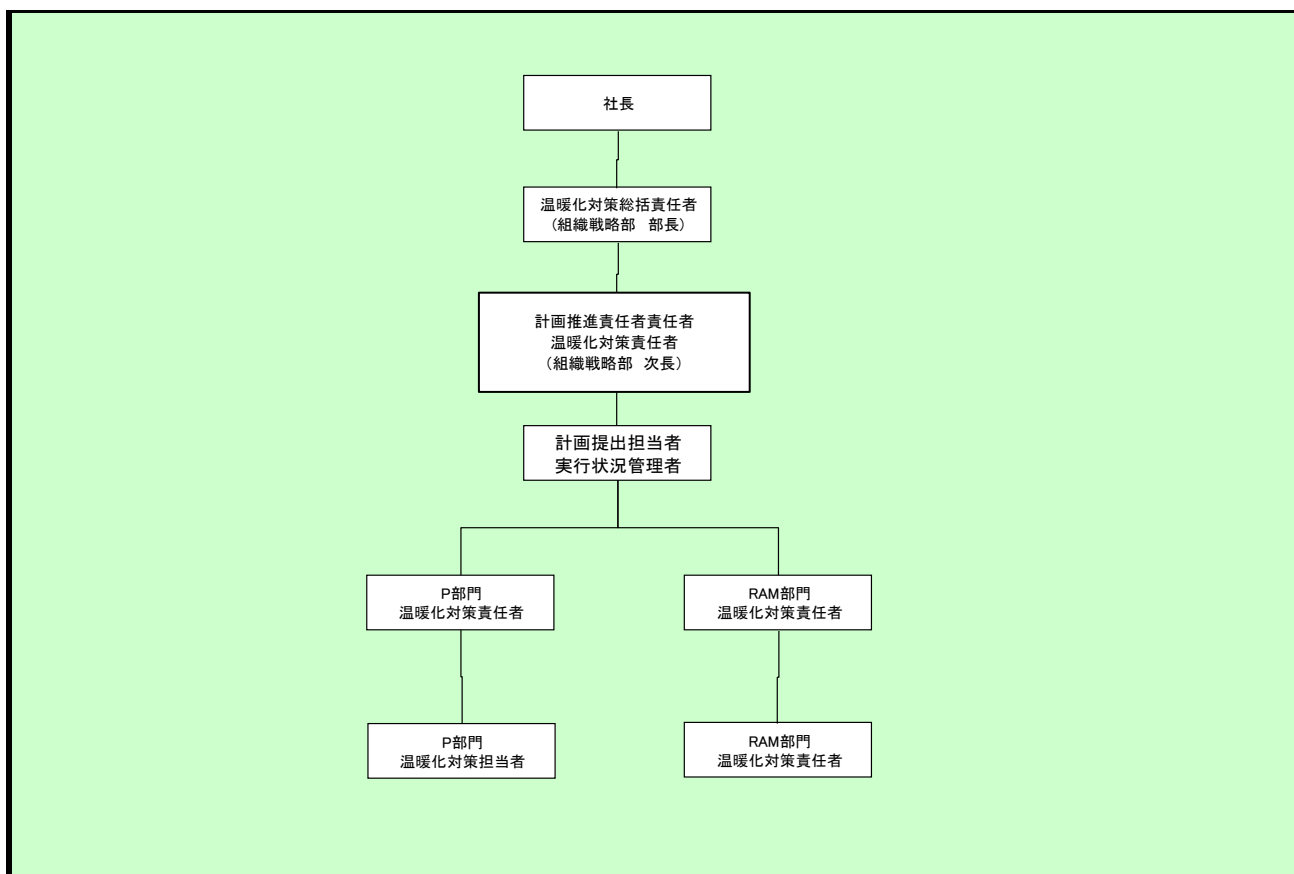 社長
温暖化対策総括責任者
（組織戦略部　部長）
計画推進責任者責任者
温暖化対策責任者
（組織戦略部　次長）
計画提出担当者
実行状況管理者
P部門
温暖化対策責任者
RAM部門
温暖化対策責任者
P部門
温暖化対策担当者
RAM部門
温暖化対策責任者